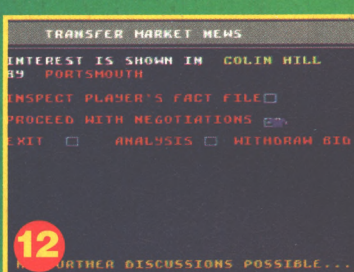 TRANSFER MARKET NEWS
INTEREST IS SHOWN IN COLIN HILL
BY PORTSMOUTH
INSPECT PLAYER'S FACT FILE
PROCEED WITH NEGOTIATIONS
EXIT ANALYSIS WITHDRAW BID
12
FURTHER DISCUSSIONS POSSIBLE...